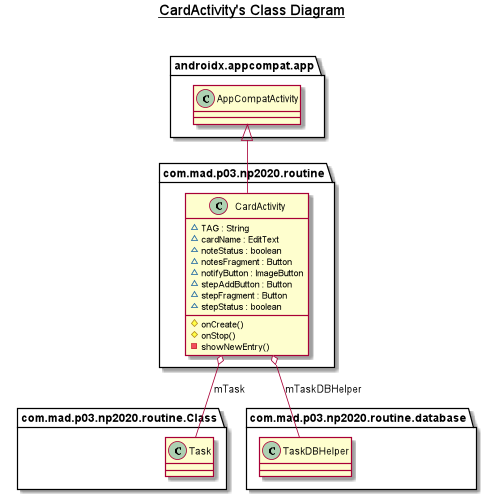 CardActivity's Class Diagram
androidx.appcompat.app
C AppCompatActivity
com.mad.p03.np2020.routine
C CardActivity
TAG : String
cardName : EditText
noteStatus : boolean
notesFragment : Button
notifyButton : ImageButton
stepAddButton : Button
stepFragment : Button
stepStatus : boolean
onCreate()
onStop()
showNewEntry()
mTask
mTaskDBHelper
com.mad.p03.np2020.routine.Class
C Task
com.mad.p03.np2020.routine.database
C TaskDBHelper